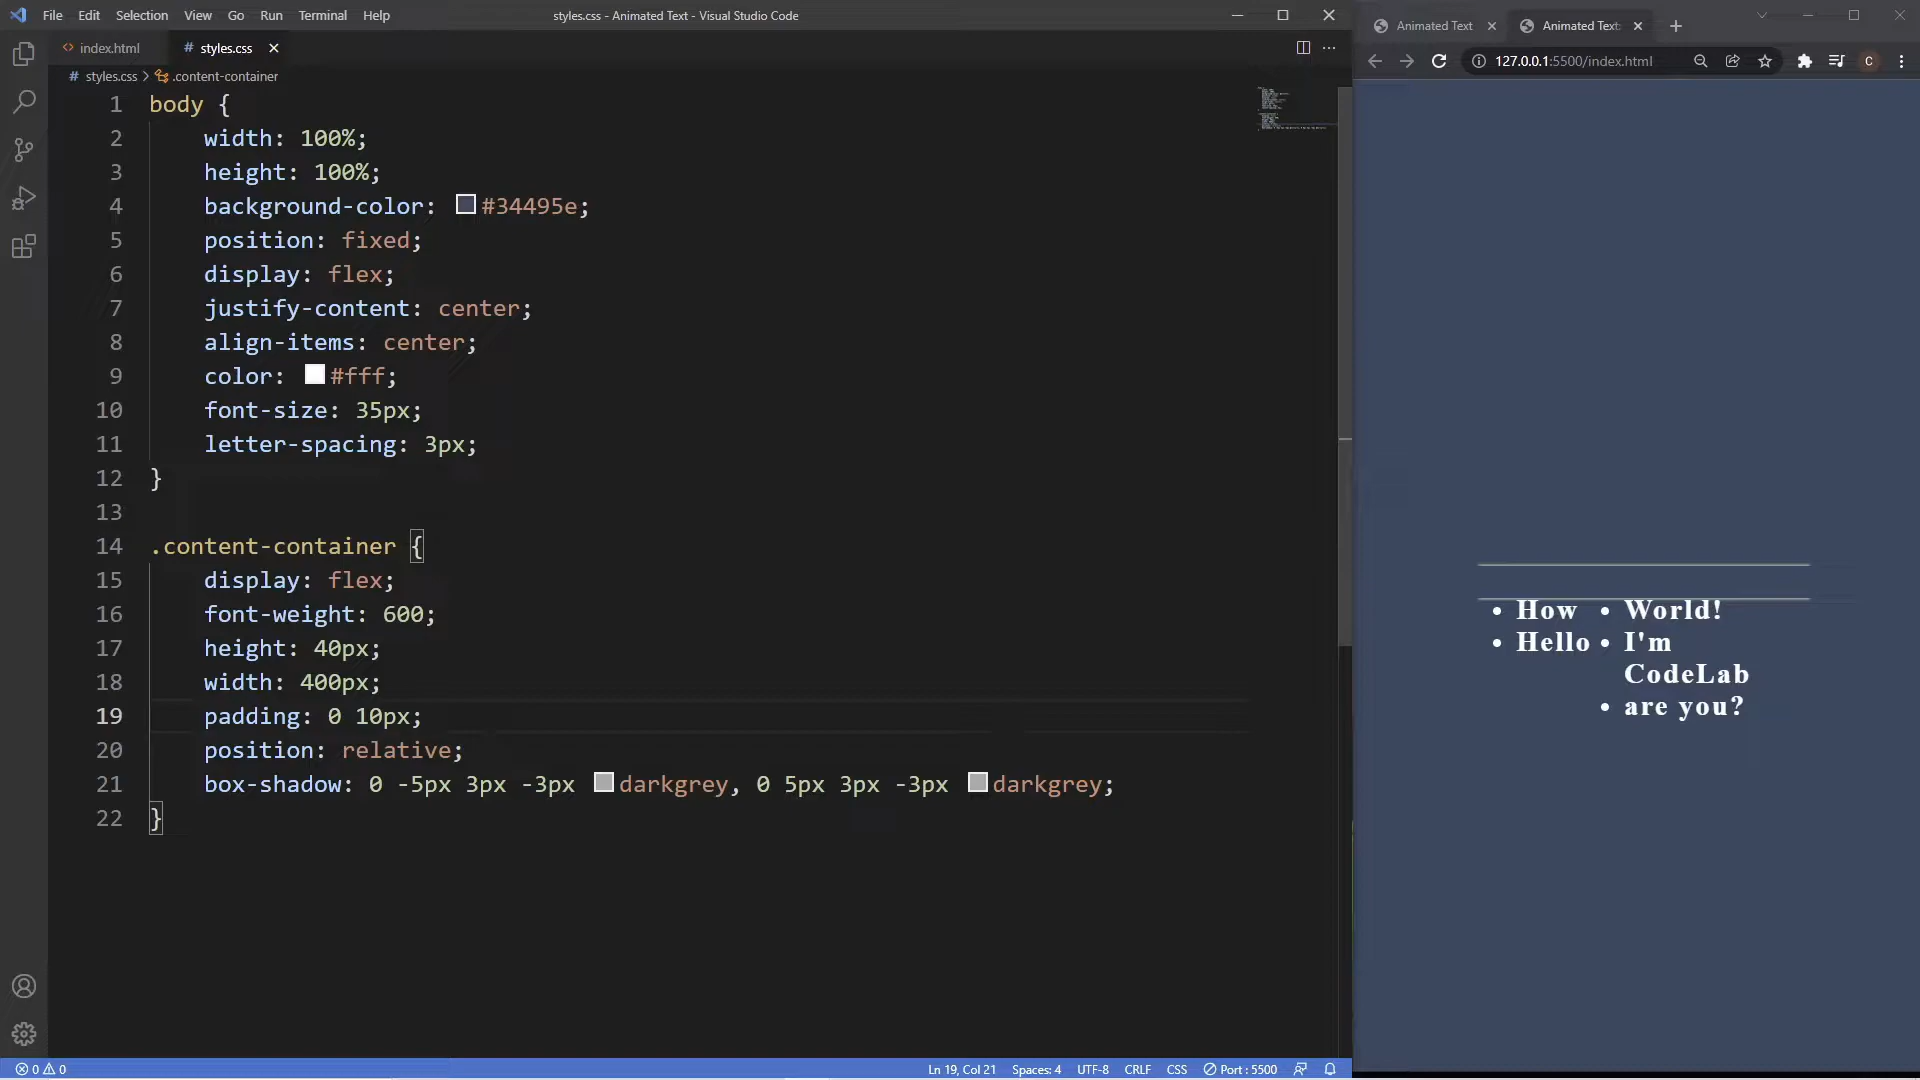 File Edit Selection View Go Run Terminal Help
styles.css - Animated Text - Visual Studio Code
index.html
# styles.css
# styles.css > .content-container
1 body {
2 width: 100%;
3 height: 100%;
4 background-color: #34495e;
5 position: fixed;
6 display: flex;
7 justify-content: center;
8 align-items: center;
9 color: #fff;
10 font-size: 35px;
11 letter-spacing: 3px;
12 }
13
14 .content-container {
15 display: flex;
16 font-weight: 600;
17 height: 40px;
18 width: 400px;
19 padding: 0 10px;
20 position: relative;
21 box-shadow: 0 -5px 3px -3px darkgrey, 0 5px 3px -3px darkgrey;
22 }
0 0
Ln 19, Col 21 Spaces: 4 UTF-8 CRLF CSS Port : 5500
Animated Text
Animated Text
127.0.0.1:5500/index.html
C
• How
• Hello
• World!
• I'm
CodeLab
• are you?